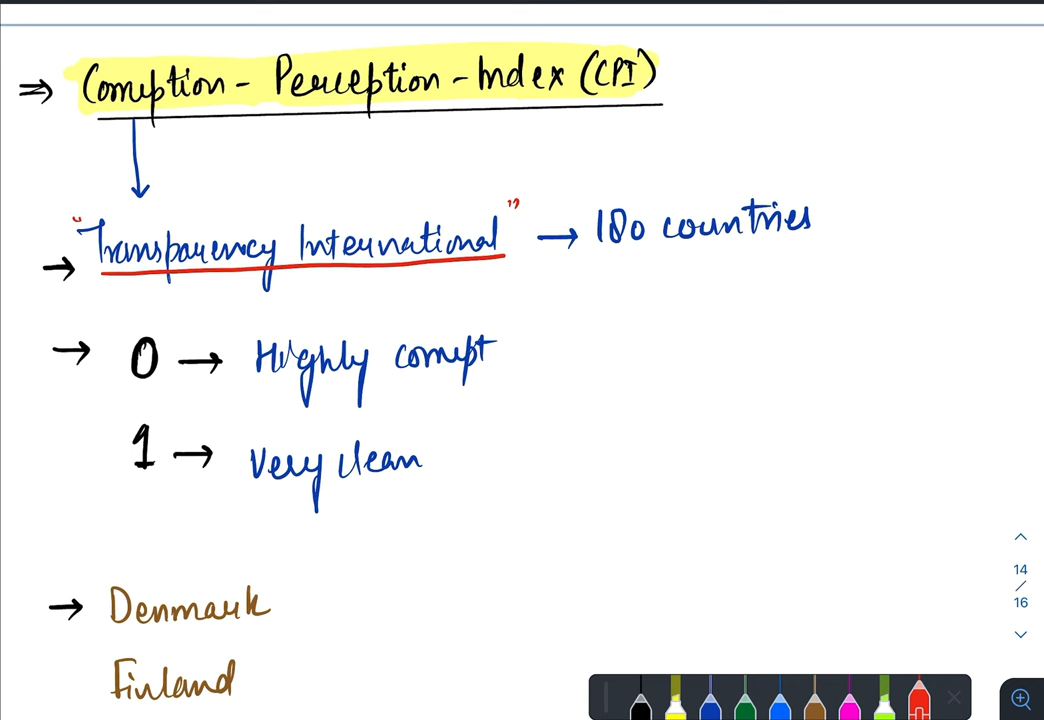 ⇒ Corruption - Perception - Index (CPI)
"Transparency International" → 180 countries
→ 0 → Highly corrupt
1 → Very clean
→ Denmark
Finland
14
/
16